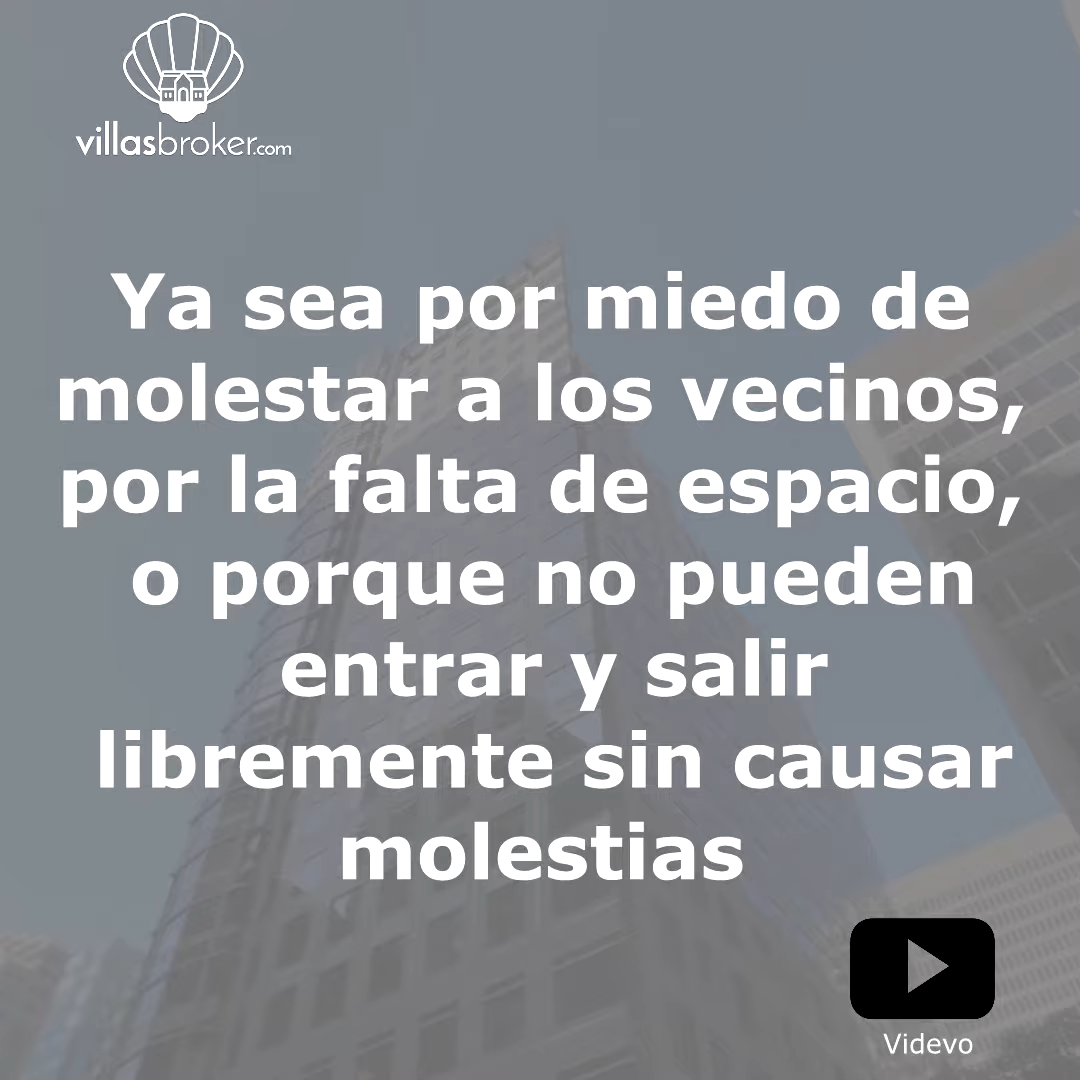 villasbroker.com
Ya sea por miedo de
molestar a los vecinos,
por la falta de espacio,
o porque no pueden
entrar y salir
libremente sin causar
molestias
Videvo